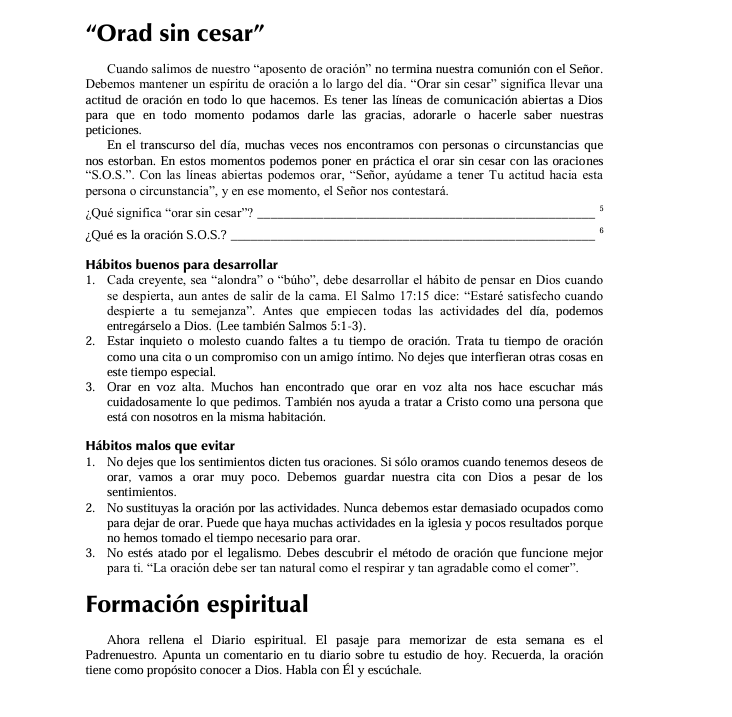 “Orad sin cesar”
Cuando salimos de nuestro “aposento de oración” no termina nuestra comunión con el Señor.
Debemos mantener un espíritu de oración a lo largo del día. “Orar sin cesar” significa llevar una
actitud de oración en todo lo que hacemos. Es tener las líneas de comunicación abiertas a Dios
para que en todo momento podamos darle las gracias, adorarle o hacerle saber nuestras
peticiones.
En el transcurso del día, muchas veces nos encontramos con personas o circunstancias que
nos estorban. En estos momentos podemos poner en práctica el orar sin cesar con las oraciones
“S.O.S.”. Con las líneas abiertas podemos orar, “Señor, ayúdame a tener Tu actitud hacia esta
persona o circunstancia”, y en ese momento, el Señor nos contestará.
¿Qué significa “orar sin cesar”? ____________________________________________________ 5
¿Qué es la oración S.O.S.? ________________________________________________________ 6
Hábitos buenos para desarrollar
1. Cada creyente, sea “alondra” o “búho”, debe desarrollar el hábito de pensar en Dios cuando
se despierta, aun antes de salir de la cama. El Salmo 17:15 dice: “Estaré satisfecho cuando
despierte a tu semejanza”. Antes que empiecen todas las actividades del día, podemos
entregárselo a Dios. (Lee también Salmos 5:1-3).
2. Estar inquieto o molesto cuando faltes a tu tiempo de oración. Trata tu tiempo de oración
como una cita o un compromiso con un amigo íntimo. No dejes que interfieran otras cosas en
este tiempo especial.
3. Orar en voz alta. Muchos han encontrado que orar en voz alta nos hace escuchar más
cuidadosamente lo que pedimos. También nos ayuda a tratar a Cristo como una persona que
está con nosotros en la misma habitación.
Hábitos malos que evitar
1. No dejes que los sentimientos dicten tus oraciones. Si sólo oramos cuando tenemos deseos de
orar, vamos a orar muy poco. Debemos guardar nuestra cita con Dios a pesar de los
sentimientos.
2. No sustituyas la oración por las actividades. Nunca debemos estar demasiado ocupados como
para dejar de orar. Puede que haya muchas actividades en la iglesia y pocos resultados porque
no hemos tomado el tiempo necesario para orar.
3. No estés atado por el legalismo. Debes descubrir el método de oración que funcione mejor
para ti. “La oración debe ser tan natural como el respirar y tan agradable como el comer”.
Formación espiritual
Ahora rellena el Diario espiritual. El pasaje para memorizar de esta semana es el
Padrenuestro. Apunta un comentario en tu diario sobre tu estudio de hoy. Recuerda, la oración
tiene como propósito conocer a Dios. Habla con Él y escúchale.